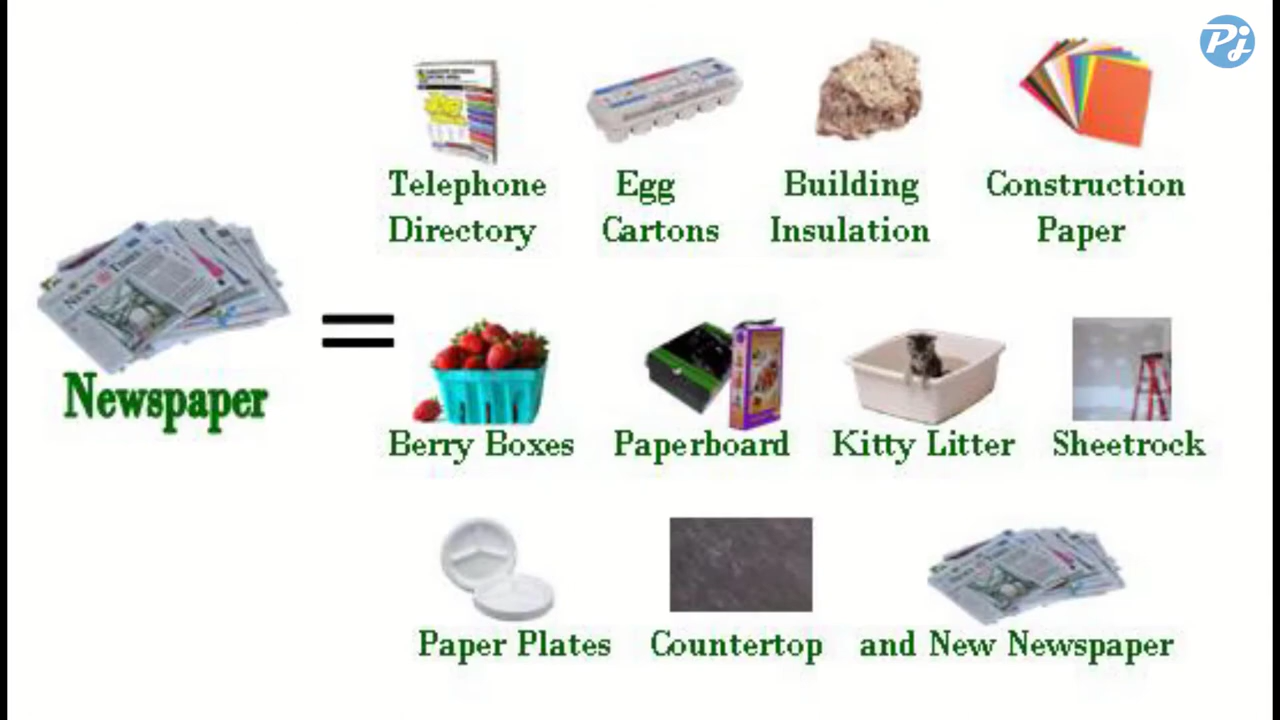 Pj
Telephone
Directory
Egg
Cartons
Building
Insulation
Construction
Paper
Newspaper
=
Berry Boxes
Paperboard
Kitty Litter
Sheetrock
Paper Plates
Countertop
and New Newspaper